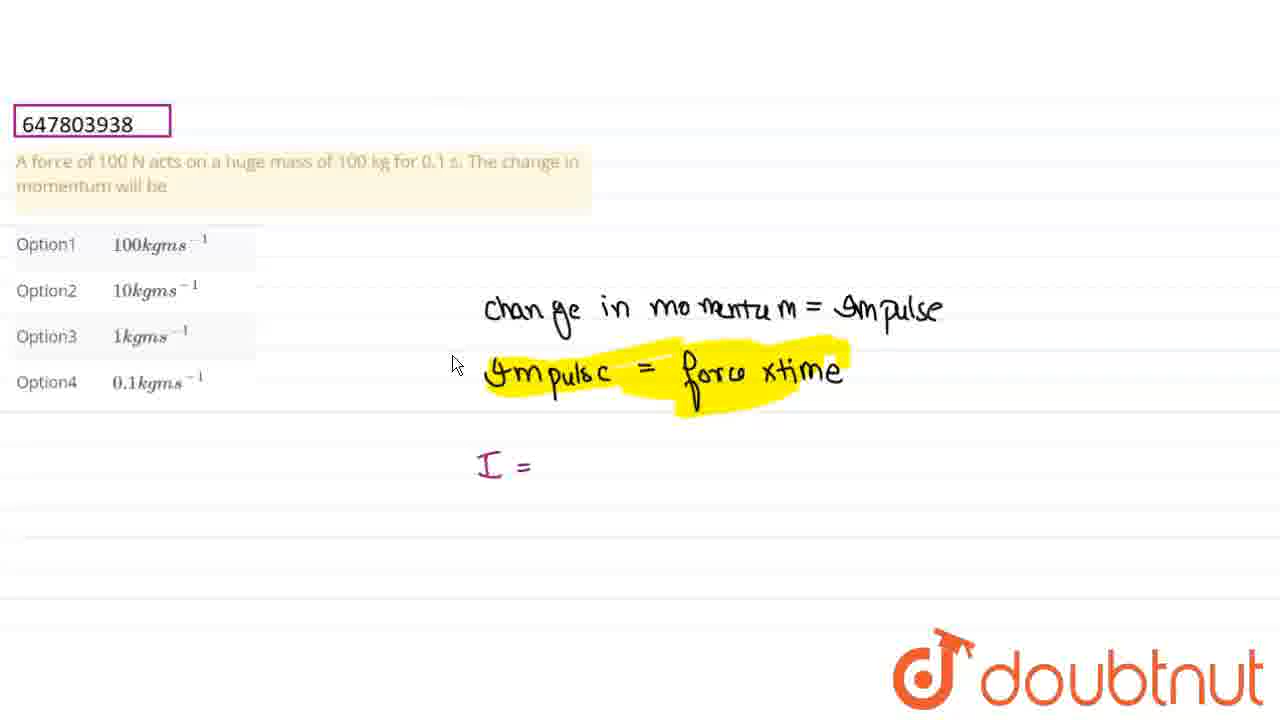 647803938
A force of 100 N acts on a huge mass of 100 kg for 0.1 s. The change in
momentum will be
Option1 100kgms⁻¹
Option2 10kgms⁻¹
Option3 1kgms⁻¹
Option4 0.1kgms⁻¹
change in momentum = Impulse
Impulse = force xtime
I =
doubtnut